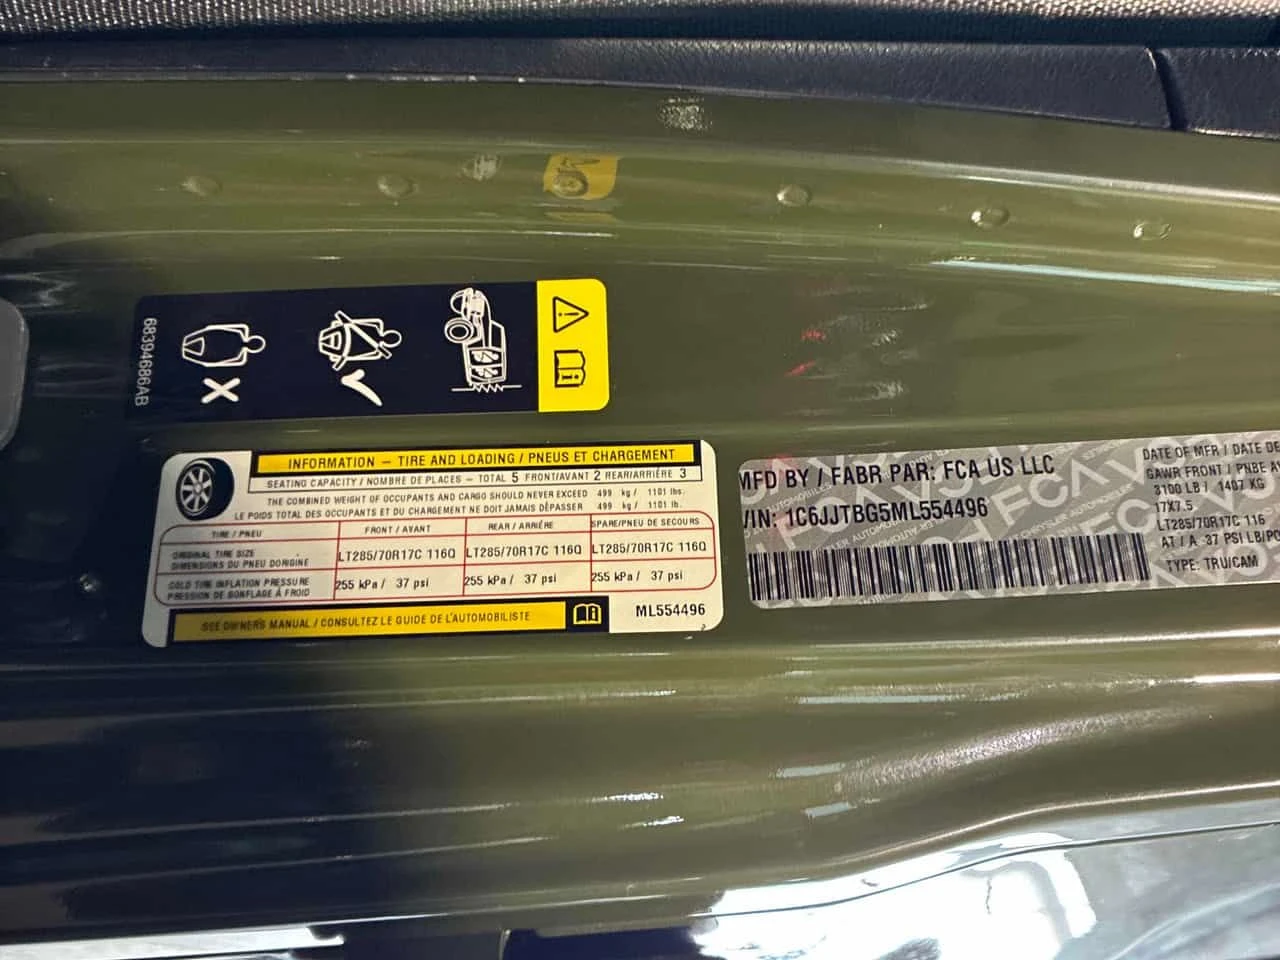 68394686AB
INFORMATION – TIRE AND LOADING / PNEUS ET CHARGEMENT
SEATING CAPACITY / NOMBRE DE PLACES – TOTAL 5 FRONT/AVANT 2 REAR/ARRIÈRE 3
THE COMBINED WEIGHT OF OCCUPANTS AND CARGO SHOULD NEVER EXCEED 499 kg / 1101 lbs.
LE POIDS TOTAL DES OCCUPANTS ET DU CHARGEMENT NE DOIT JAMAIS DÉPASSER 499 kg / 1101 lb.
TIRE / PNEU FRONT / AVANT REAR / ARRIÈRE SPARE/PNEU DE SECOURS
ORIGINAL TIRE SIZE
DIMENSIONS DU PNEU D'ORIGINE LT285/70R17C 116Q LT285/70R17C 116Q LT285/70R17C 116Q
COLD TIRE INFLATION PRESSURE
PRESSION DE GONFLAGE À FROID 255 kPa / 37 psi 255 kPa / 37 psi 255 kPa / 37 psi
SEE OWNER'S MANUAL / CONSULTEZ LE GUIDE DE L'AUTOMOBILISTE
ML554496
MFD BY / FABR PAR: FCA US LLC
VIN: 1C6JJTBG5ML554496
DATE OF MFR / DATE DE
GAWR FRONT / PNBE AV
3100 LB / 1407 KG
17X7.5
LT285/70R17C 116
AT / A 37 PSI LB/PO
TYPE: TRU/CAM